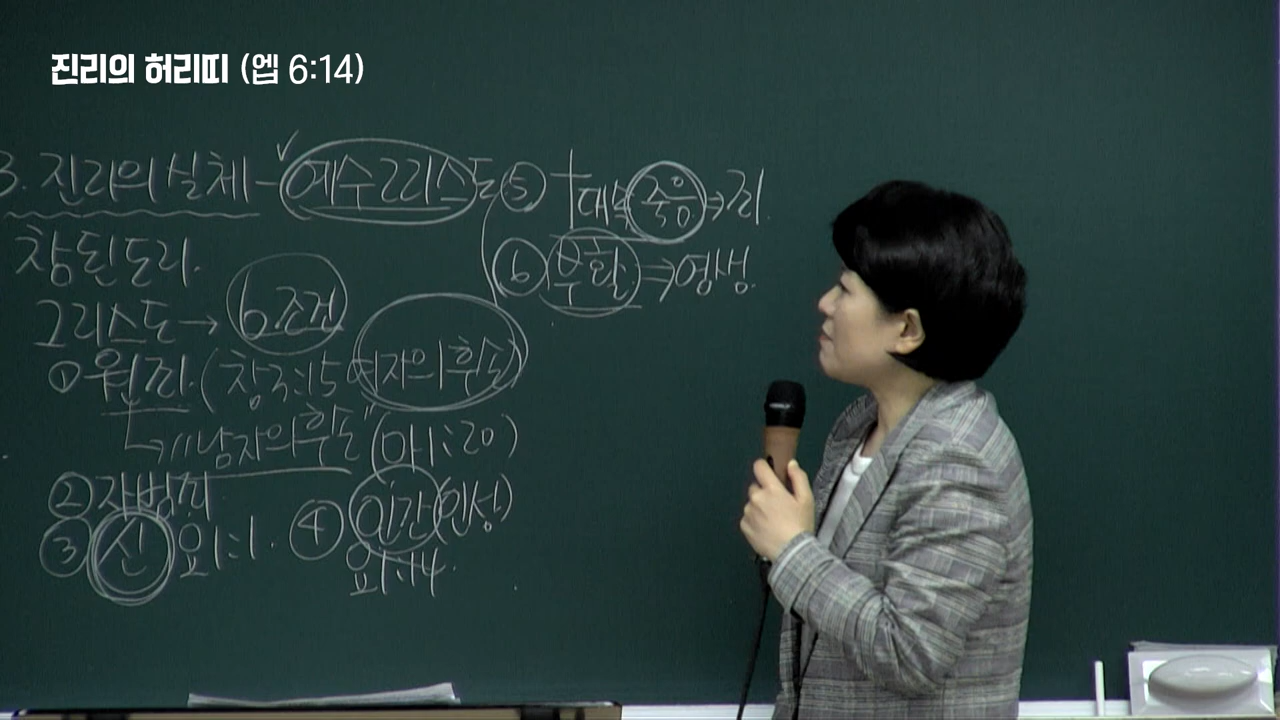 진리의 허리띠 (엡 6:14)
3. 진리의 실체 - 예수그리스도
참된 도리.
그리스도 → 6조건
① 원죄. (창3:15 여자의 후손)
↳ "남자의 후손" (마1:20)
② 자범죄
③ 신 요1:1.
④ 인간(인성)
요1:14.
⑤ 十 대속 죽음 → 죄.
⑥ 부활 ⇒ 영생.